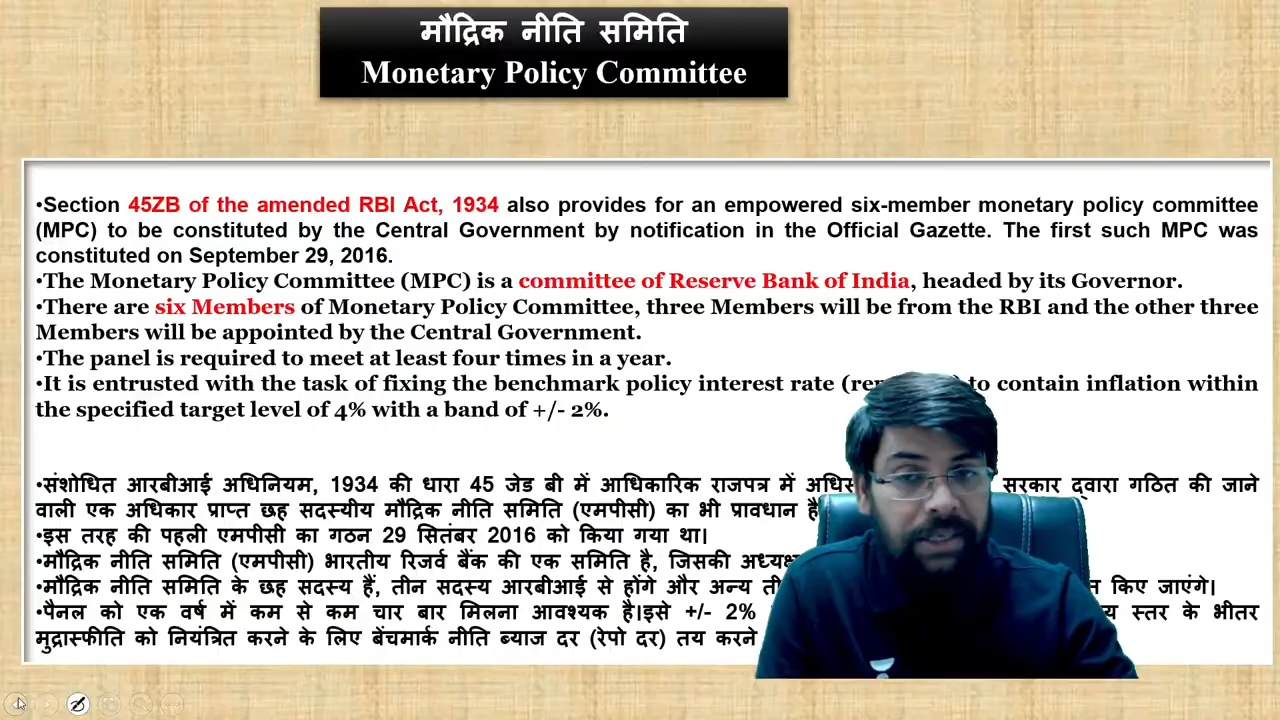 मौद्रिक नीति समिति
Monetary Policy Committee
•Section 45ZB of the amended RBI Act, 1934 also provides for an empowered six-member monetary policy committee
(MPC) to be constituted by the Central Government by notification in the Official Gazette. The first such MPC was
constituted on September 29, 2016.
•The Monetary Policy Committee (MPC) is a committee of Reserve Bank of India, headed by its Governor.
•There are six Members of Monetary Policy Committee, three Members will be from the RBI and the other three
Members will be appointed by the Central Government.
•The panel is required to meet at least four times in a year.
•It is entrusted with the task of fixing the benchmark policy interest rate to contain inflation within
the specified target level of 4% with a band of +/- 2%.
•संशोधित आरबीआई अधिनियम, 1934 की धारा 45 जेड बी में आधिकारिक राजपत्र में सरकार द्वारा गठित की जाने
वाली एक अधिकार प्राप्त छह सदस्यीय मौद्रिक नीति समिति (एमपीसी) का भी प्रावधान है
•इस तरह की पहली एमपीसी का गठन 29 सितंबर 2016 को किया गया था।
•मौद्रिक नीति समिति (एमपीसी) भारतीय रिजर्व बैंक की एक समिति है, जिसकी
•मौद्रिक नीति समिति के छह सदस्य हैं, तीन सदस्य आरबीआई से होंगे और अन्य किए जाएंगे।
•पैनल को एक वर्ष में कम से कम चार बार मिलना आवश्यक है।इसे +/- 2% स्तर के भीतर
मुद्रास्फीति को नियंत्रित करने के लिए बेंचमार्क नीति ब्याज दर (रेपो दर) तय करने